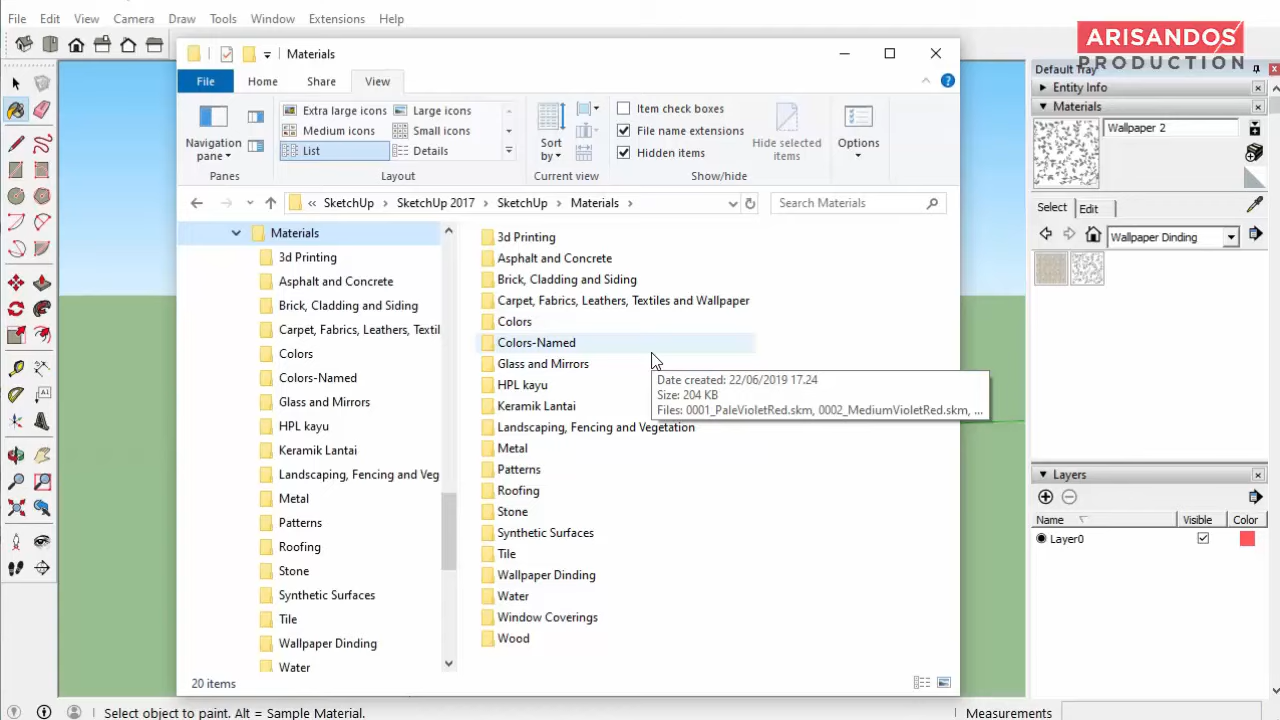 File Edit View Camera Draw Tools Window Extensions Help
ARISANDOS
PRODUCTION
Materials
File Home Share View
Navigation pane
Panes
Extra large icons Large icons
Medium icons Small icons
List Details
Layout
Sort by
Current view
Item check boxes
File name extensions
Hidden items
Hide selected items
Show/hide
Options
« SketchUp > SketchUp 2017 > SketchUp > Materials >
Search Materials
Materials
3d Printing
Asphalt and Concrete
Brick, Cladding and Siding
Carpet, Fabrics, Leathers, Textil
Colors
Colors-Named
Glass and Mirrors
HPL kayu
Keramik Lantai
Landscaping, Fencing and Veg
Metal
Patterns
Roofing
Stone
Synthetic Surfaces
Tile
Wallpaper Dinding
Water
3d Printing
Asphalt and Concrete
Brick, Cladding and Siding
Carpet, Fabrics, Leathers, Textiles and Wallpaper
Colors
Colors-Named
Glass and Mirrors
HPL kayu
Keramik Lantai
Landscaping, Fencing and Vegetation
Metal
Patterns
Roofing
Stone
Synthetic Surfaces
Tile
Wallpaper Dinding
Water
Window Coverings
Wood
Date created: 22/06/2019 17.24
Size: 204 KB
Files: 0001_PaleVioletRed.skm, 0002_MediumVioletRed.skm, ...
20 items
Default Tray
Entity Info
Materials
Wallpaper 2
Select Edit
Wallpaper Dinding
Layers
Name Visible Color
Layer0
Select object to paint. Alt = Sample Material.
Measurements